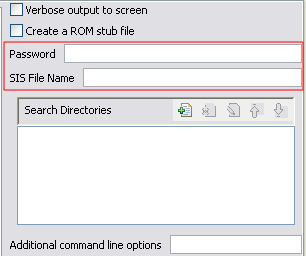 Verbose output to screen
Create a ROM stub file
Password
SIS File Name
Search Directories
Additional command line options